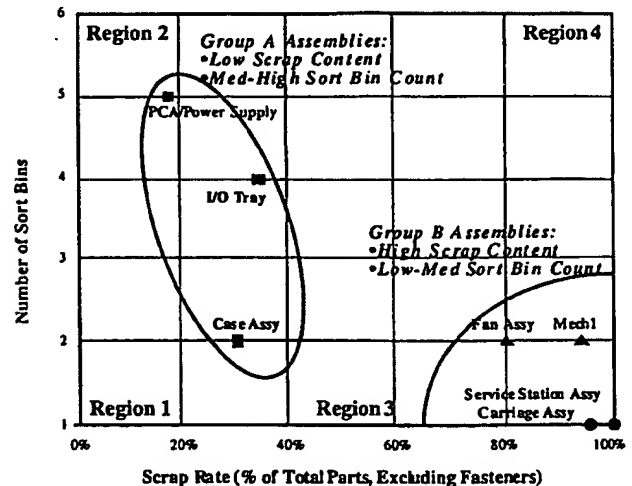 6
Region 2
Region 4
Group A Assemblies:
•Low Scrap Content
•Med-High Sort Bin Count
5
PCA/Power Supply
4
I/O Tray
Number of Sort Bins
3
Group B Assemblies:
•High Scrap Content
•Low-Med Sort Bin Count
2
Case Assy
Fan Assy
Mech1
Service Station Assy
Carriage Assy
Region 1
Region 3
1
0%
20%
40%
60%
80%
100%
Scrap Rate (% of Total Parts, Excluding Fasteners)